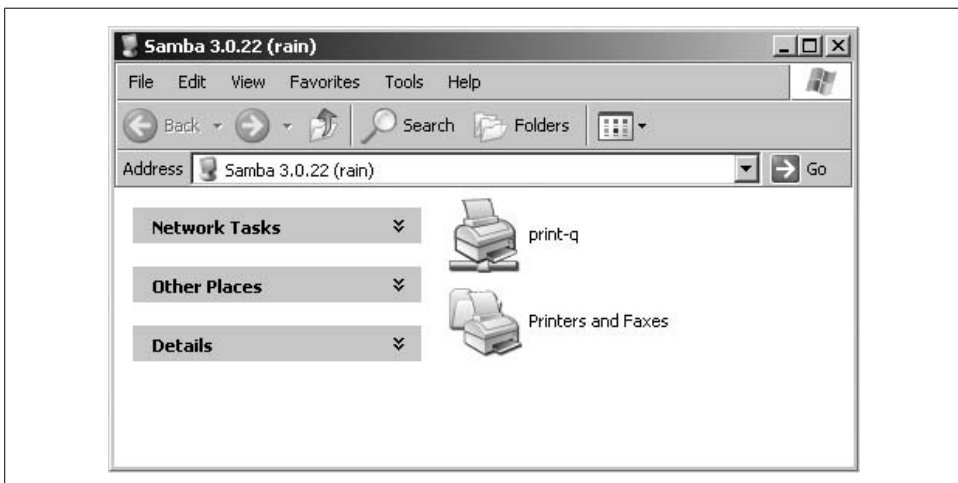 Samba 3.0.22 (rain)
File Edit View Favorites Tools Help
Back Search Folders
Address Samba 3.0.22 (rain) Go
Network Tasks
print-q
Other Places
Printers and Faxes
Details